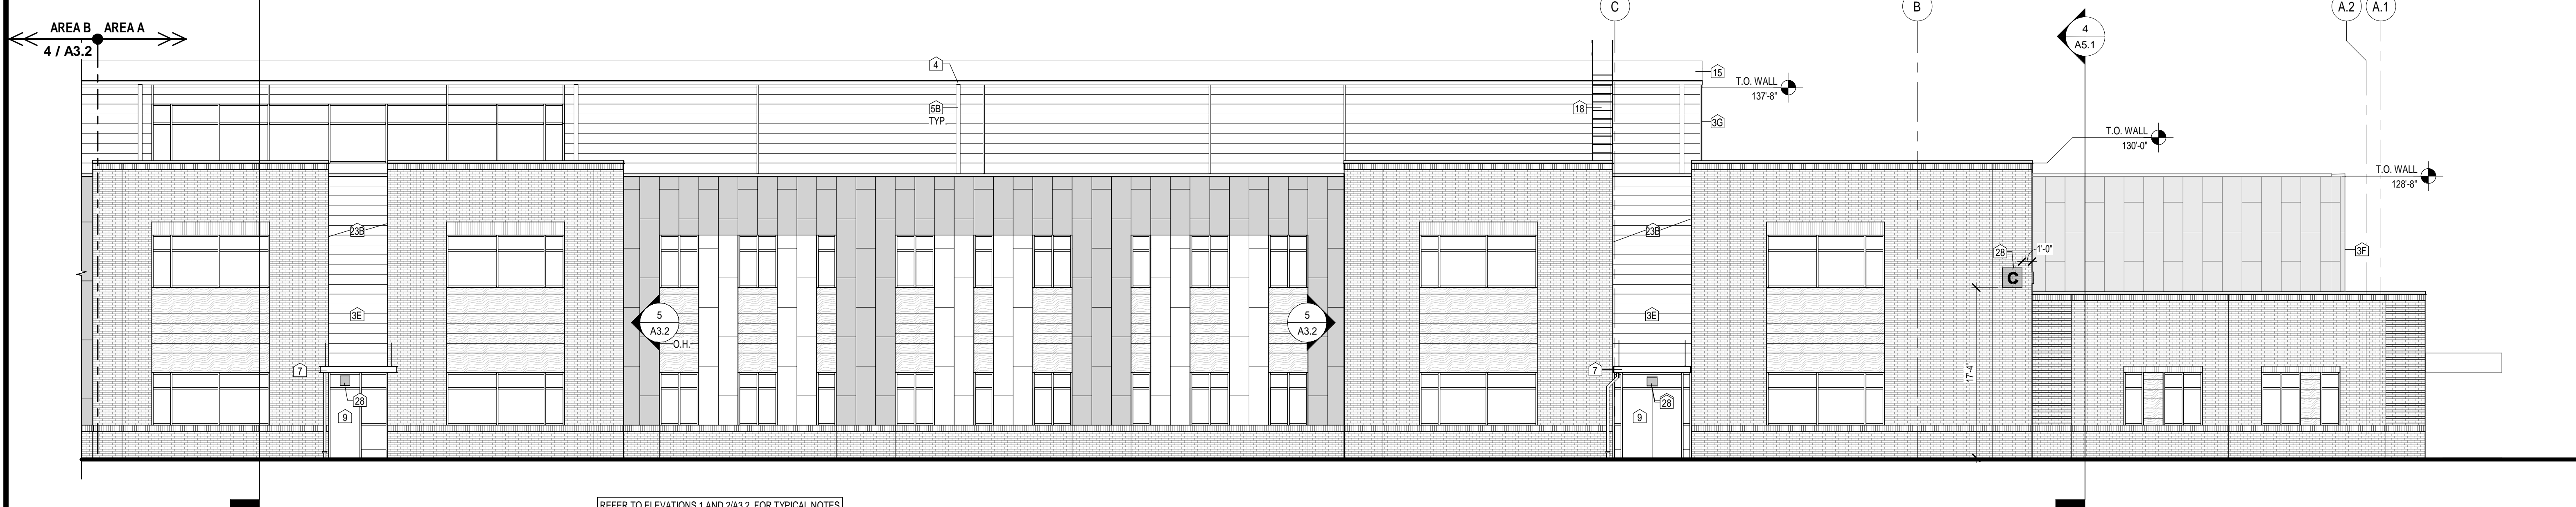 AREA B AREA A
4 / A3.2
C
B
A.2
A.1
4
A5.1
4
15
T.O. WALL
137'-8"
5B
TYP.
18
3G
T.O. WALL
130'-0"
T.O. WALL
128'-8"
23B
23B
28
1'-0"
3F
C
3E
5
A3.2
O.H.
5
A3.2
3E
7
7
17'-4"
28
28
9
9
REFER TO ELEVATIONS 1 AND 2/A3.2 FOR TYPICAL NOTES